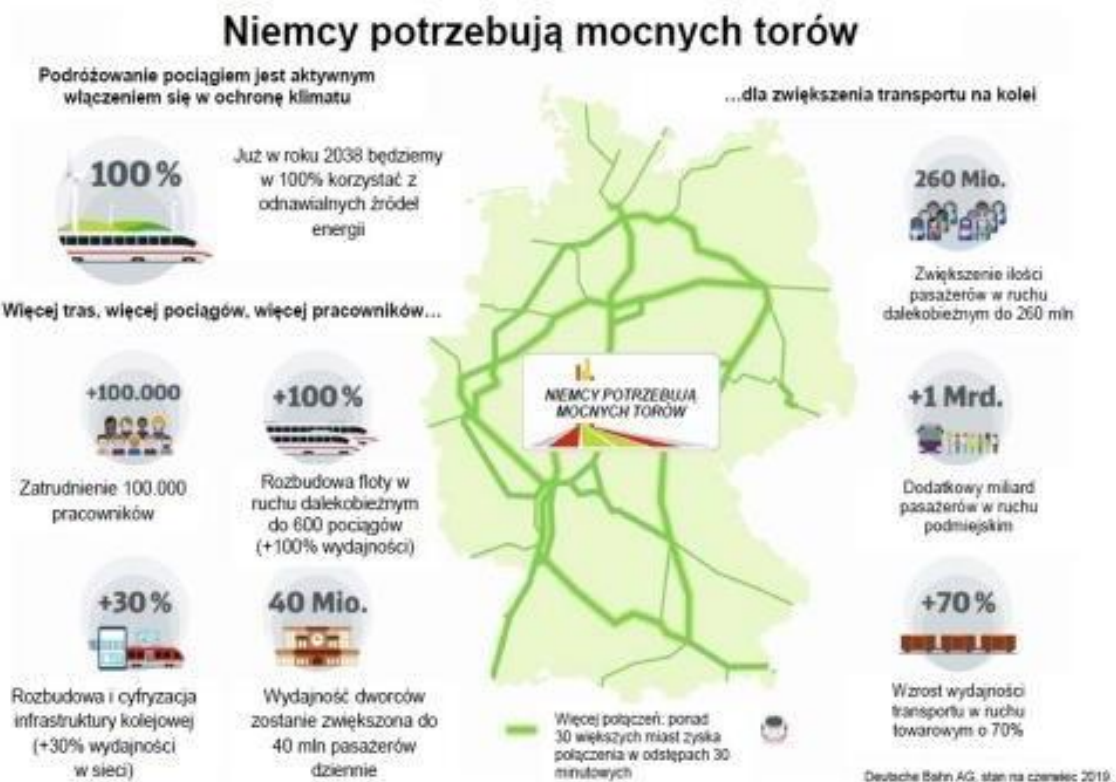 Niemcy potrzebują mocnych torów
Podróżowanie pociągiem jest aktywnym
włączeniem się w ochronę klimatu
100 %
Już w roku 2038 będziemy
w 100% korzystać z
odnawialnych źródeł
energii
Więcej tras, więcej pociągów, więcej pracowników…
+100.000
Zatrudnienie 100.000
pracowników
+100 %
Rozbudowa floty w
ruchu dalekobieżnym
do 600 pociągów
(+100% wydajności)
+30 %
Rozbudowa i cyfryzacja
infrastruktury kolejowej
(+30% wydajności
w sieci)
40 Mio.
Wydajność dworców
zostanie zwiększona do
40 mln pasażerów
dziennie
NIEMCY POTRZEBUJĄ
MOCNYCH TORÓW
Więcej połączeń: ponad
30 większych miast zyska
połączenia w odstępach 30
minutowych
…dla zwiększenia transportu na kolei
260 Mio.
Zwiększenie ilości
pasażerów w ruchu
dalekobieżnym do 260 mln
+1 Mrd.
Dodatkowy miliard
pasażerów w ruchu
podmiejskim
+70 %
Wzrost wydajności
transportu w ruchu
towarowym o 70%
Deutsche Bahn AG, stan na czerwiec 2019